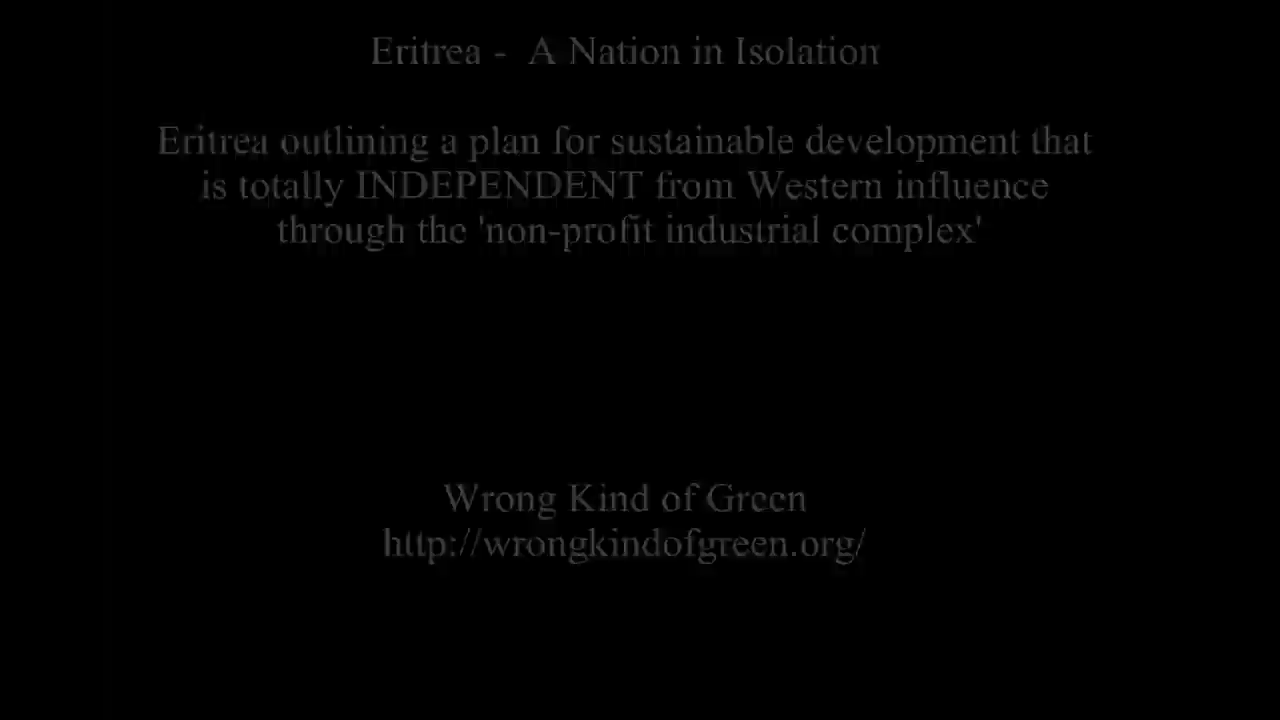 Eritrea - A Nation in Isolation
Eritrea outlining a plan for sustainable development that
is totally INDEPENDENT from Western influence
through the 'non-profit industrial complex'
Wrong Kind of Green
http://wrongkindofgreen.org/